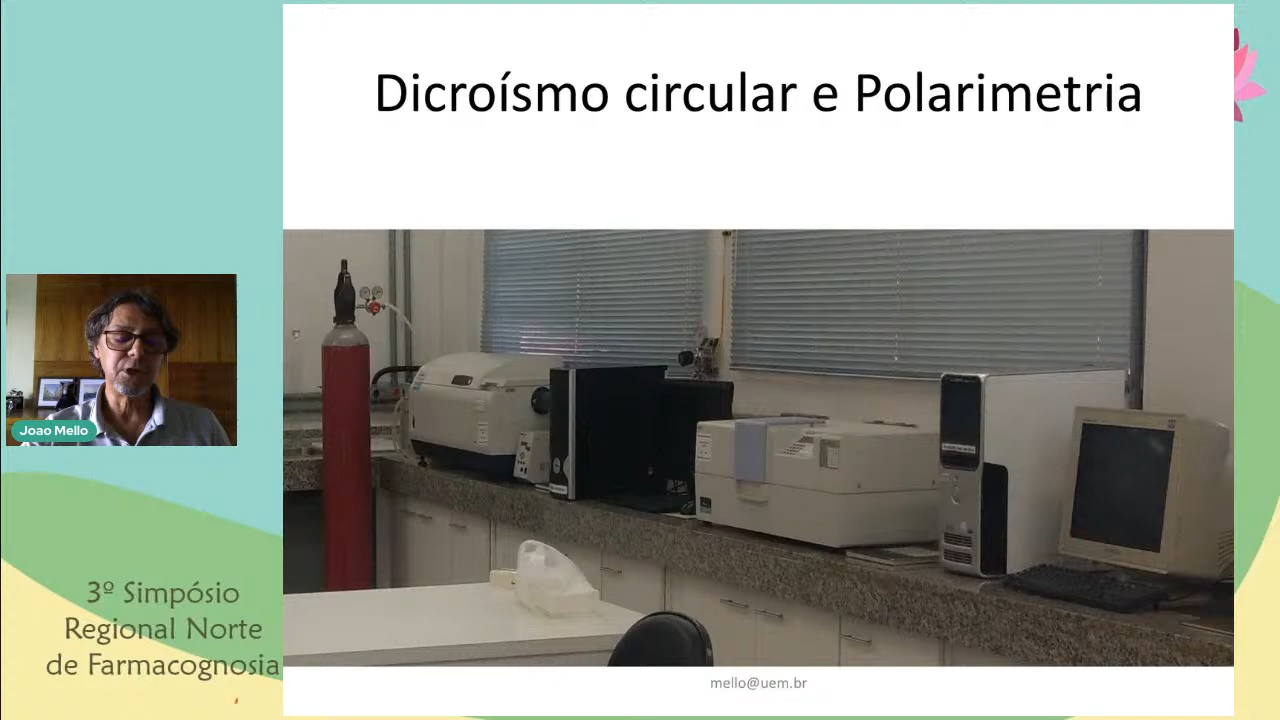 Dicroísmo circular e Polarimetria
Joao Mello
3º Simpósio
Regional Norte
de Farmacognosia
mello@uem.br